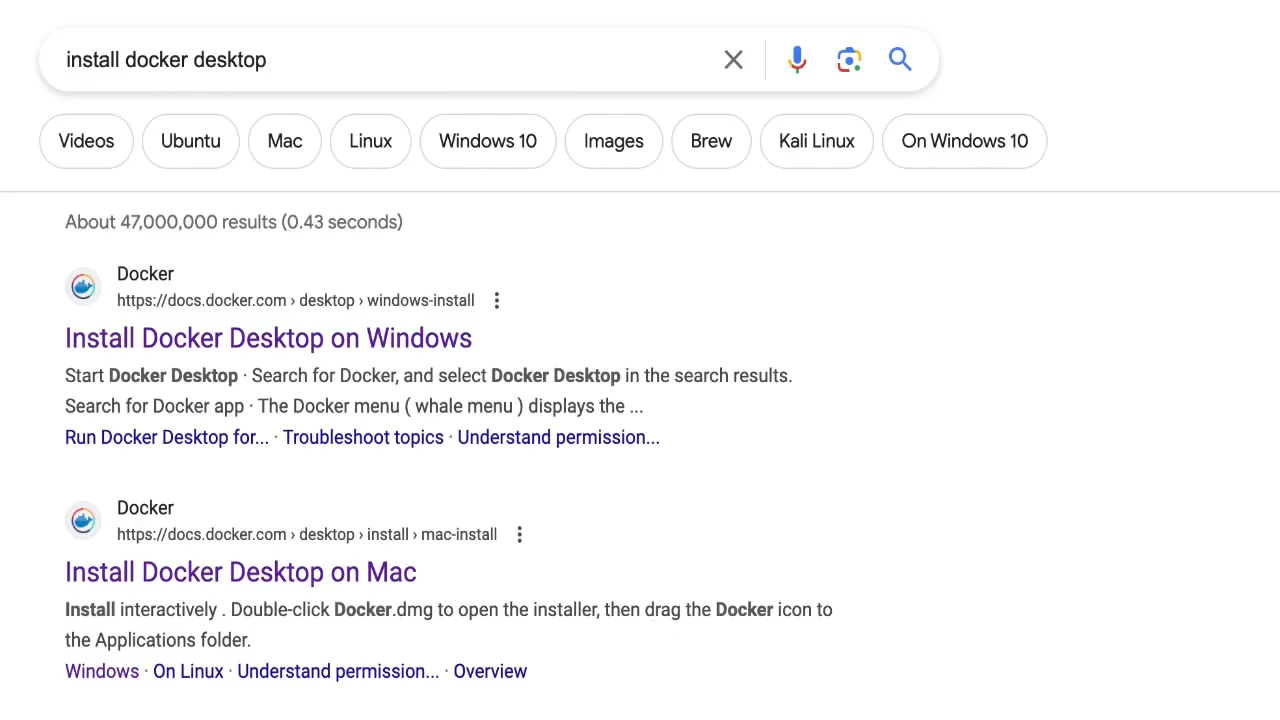 install docker desktop
Videos Ubuntu Mac Linux Windows 10 Images Brew Kali Linux On Windows 10
About 47,000,000 results (0.43 seconds)
Docker
https://docs.docker.com › desktop › windows-install
Install Docker Desktop on Windows
Start Docker Desktop · Search for Docker, and select Docker Desktop in the search results.
Search for Docker app · The Docker menu ( whale menu ) displays the ...
Run Docker Desktop for... · Troubleshoot topics · Understand permission...
Docker
https://docs.docker.com › desktop › install › mac-install
Install Docker Desktop on Mac
Install interactively . Double-click Docker.dmg to open the installer, then drag the Docker icon to
the Applications folder.
Windows · On Linux · Understand permission... · Overview